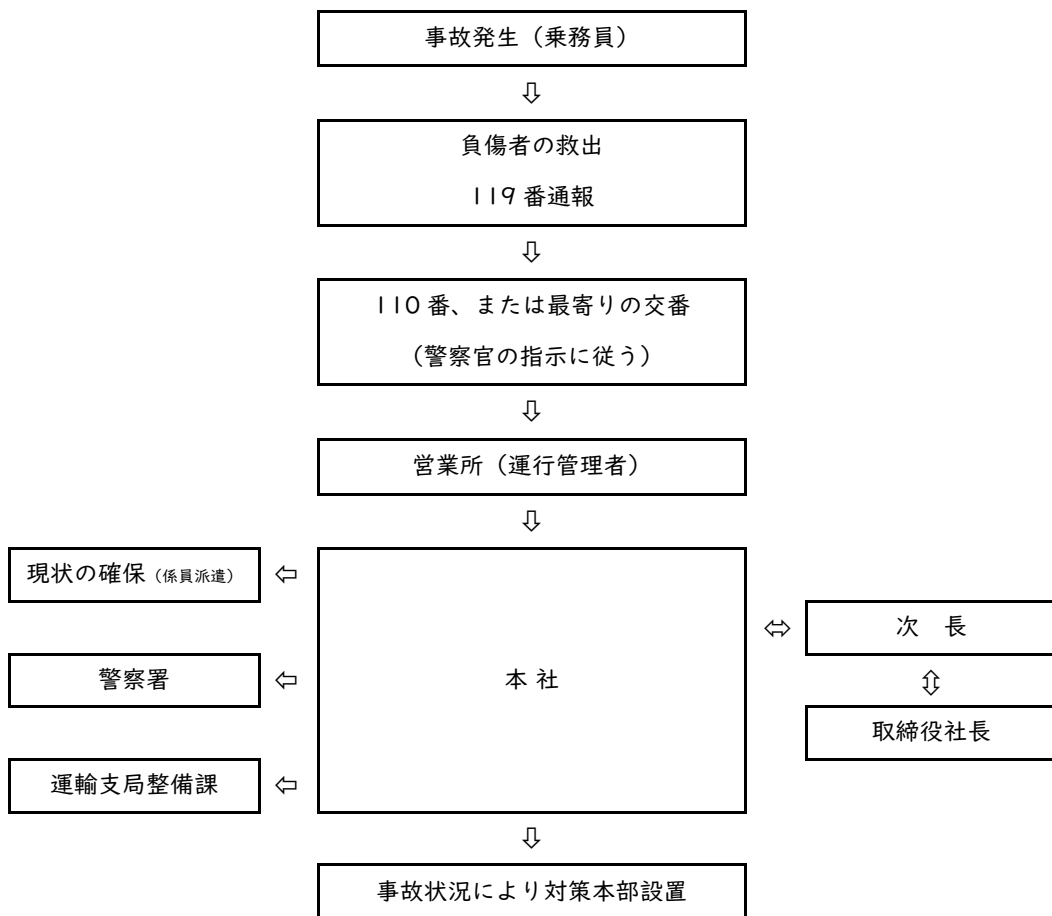 事故発生（乗務員）
⇩
負傷者の救出
119番通報
⇩
110番、または最寄りの交番
（警察官の指示に従う）
⇩
営業所（運行管理者）
⇩
現状の確保（係員派遣）
⇦
⇔
次　長
警察署
⇦
本 社
⇕
取締役社長
運輸支局整備課
⇦
⇩
事故状況により対策本部設置